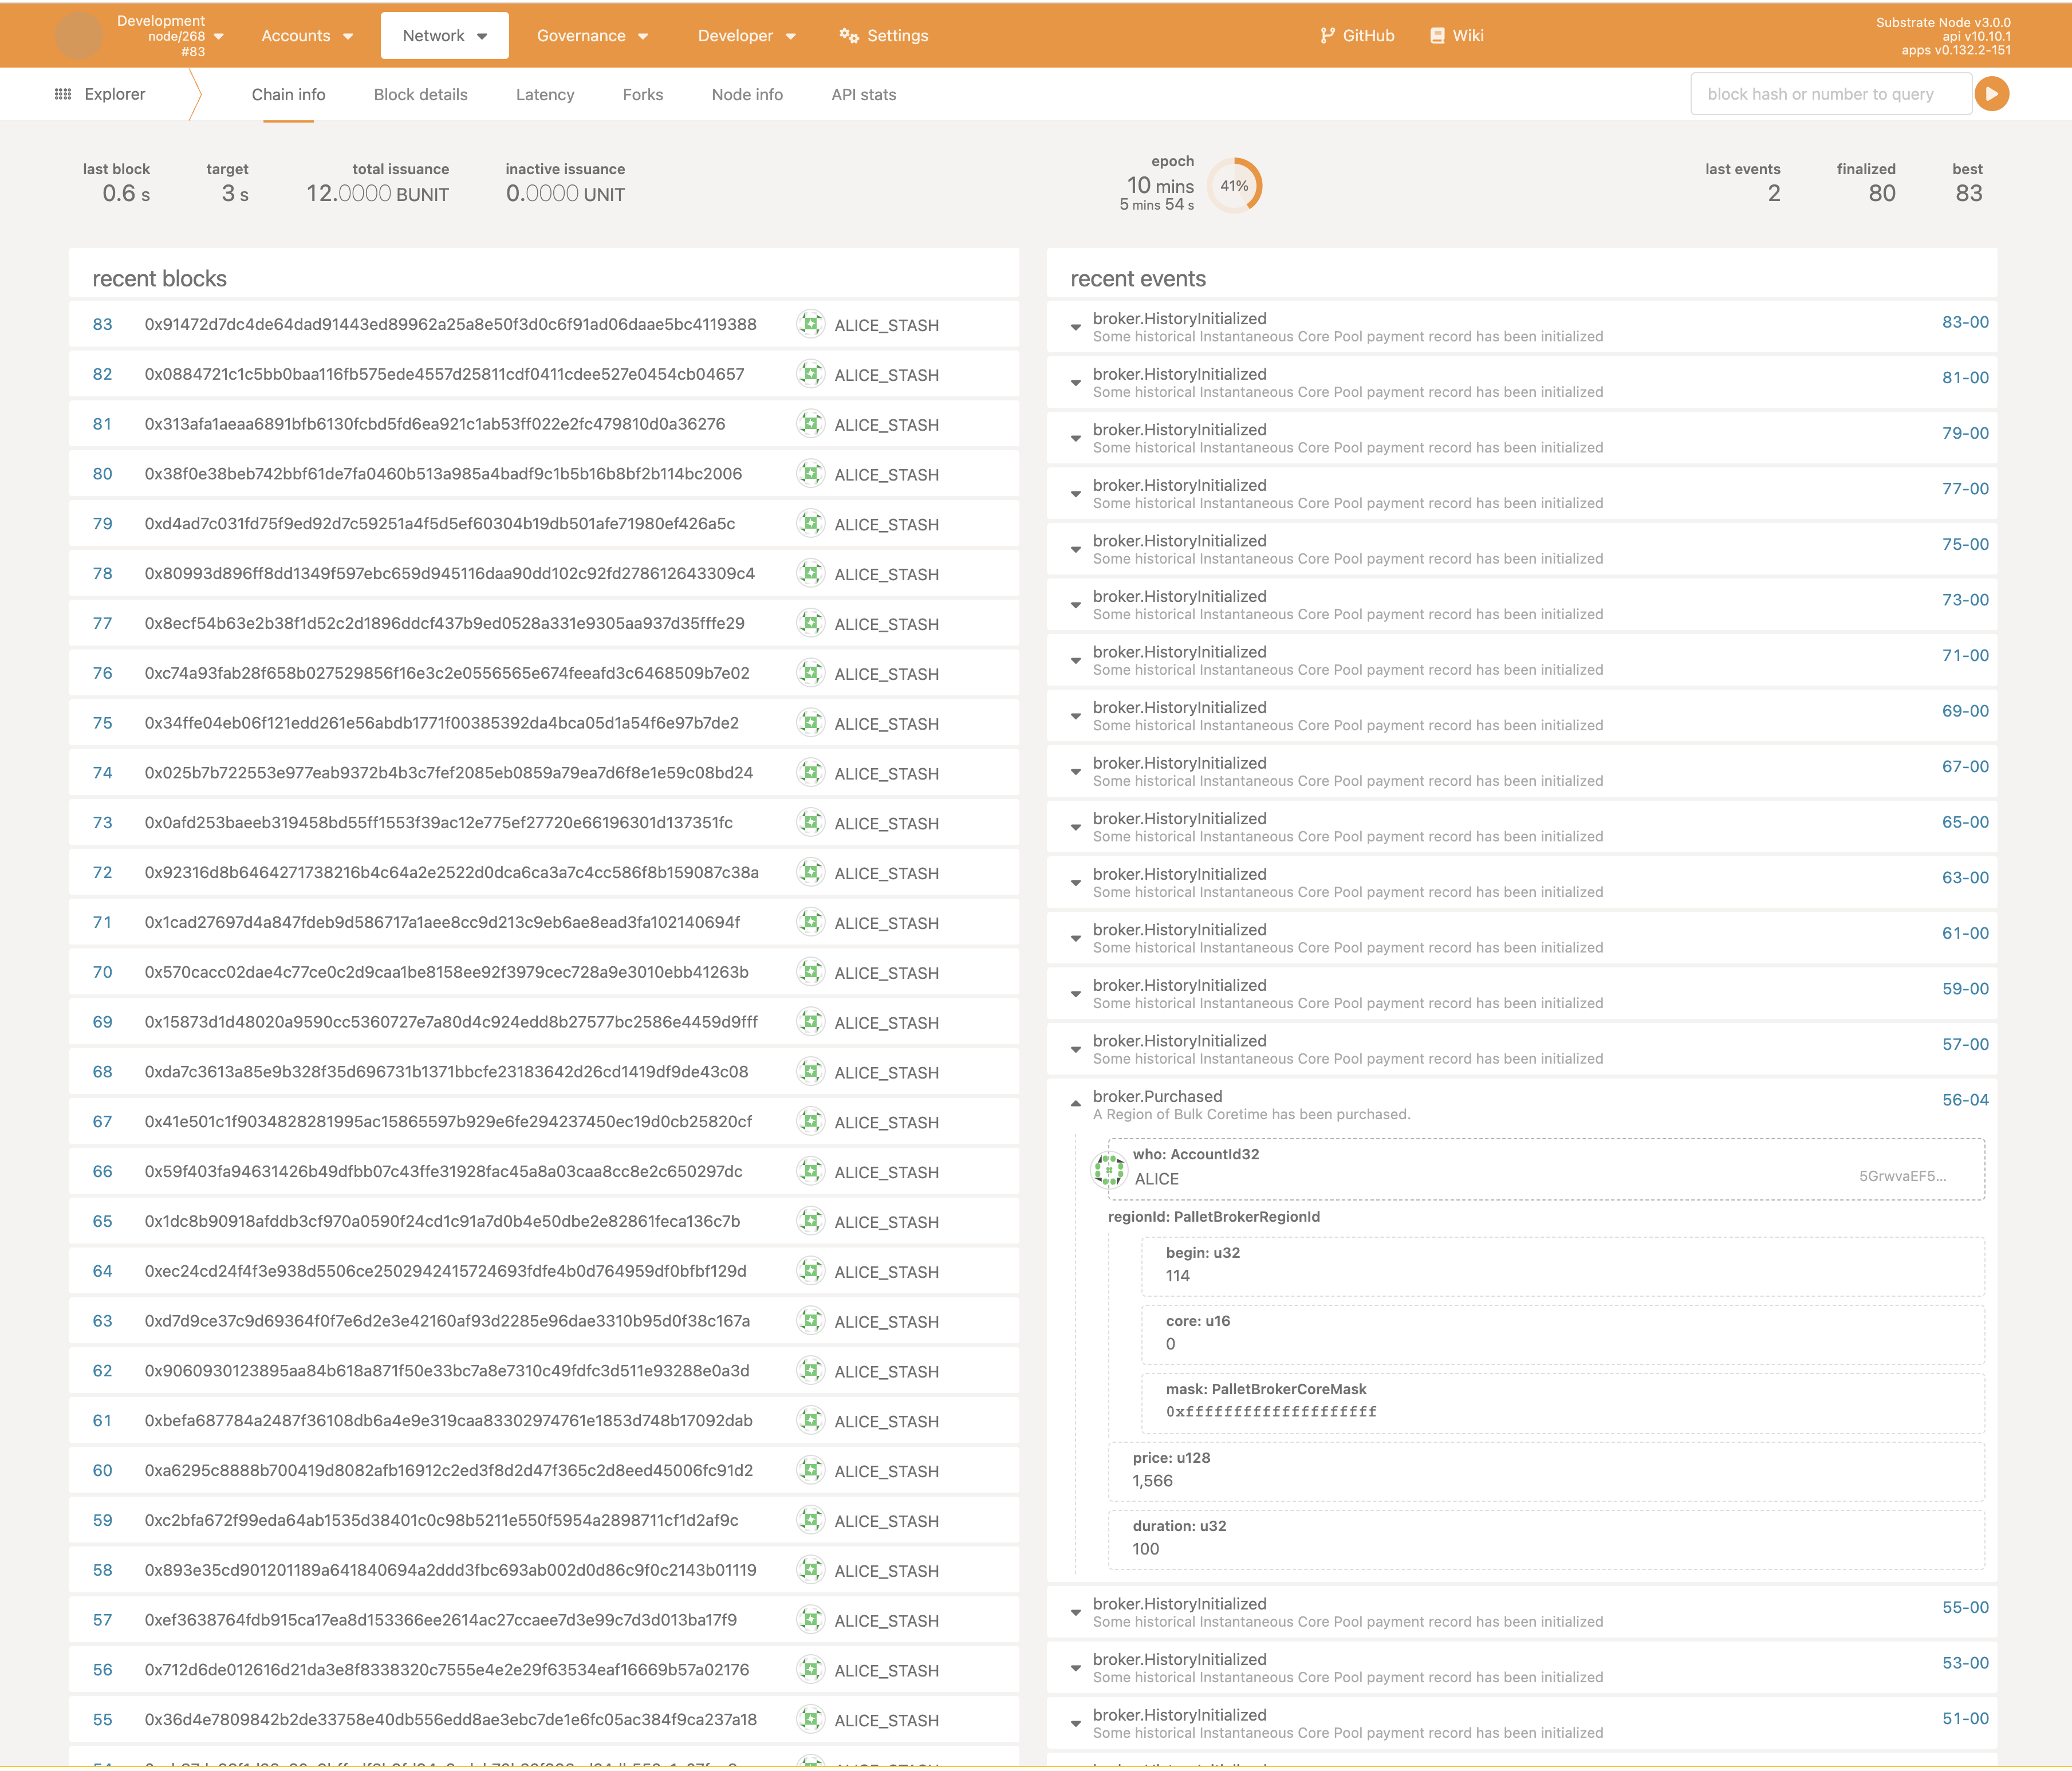 Development
node/268
#83
Accounts
Network
Governance
Developer
Settings
GitHub
Wiki
Substrate Node v3.0.0
api v10.10.1
apps v0.132.2-151
Explorer
Chain info
Block details
Latency
Forks
Node info
API stats
block hash or number to query
last block
0.6 s
target
3 s
total issuance
12.0000 BUNIT
inactive issuance
0.0000 UNIT
epoch
10 mins
5 mins 54 s
41%
last events
2
finalized
80
best
83
recent blocks
83 0x91472d7dc4de64dad91443ed89962a25a8e50f3d0c6f91ad06daae5bc4119388 ALICE_STASH
82 0x0884721c1c5bb0baa116fb575ede4557d25811cdf0411cdee527e0454cb04657 ALICE_STASH
81 0x313afa1aeaa6891bfb6130fcbd5fd6ea921c1ab53ff022e2fc479810d0a36276 ALICE_STASH
80 0x38f0e38beb742bbf61de7fa0460b513a985a4badf9c1b5b16b8bf2b114bc2006 ALICE_STASH
79 0xd4ad7c031fd75f9ed92d7c59251a4f5d5ef60304b19db501afe71980ef426a5c ALICE_STASH
78 0x80993d896ff8dd1349f597ebc659d945116daa90dd102c92fd278612643309c4 ALICE_STASH
77 0x8ecf54b63e2b38f1d52c2d1896ddcf437b9ed0528a331e9305aa937d35fffe29 ALICE_STASH
76 0xc74a93fab28f658b027529856f16e3c2e0556565e674feeafd3c6468509b7e02 ALICE_STASH
75 0x34ffe04eb06f121edd261e56abdb1771f00385392da4bca05d1a54f6e97b7de2 ALICE_STASH
74 0x025b7b722553e977eab9372b4b3c7fef2085eb0859a79ea7d6f8e1e59c08bd24 ALICE_STASH
73 0x0afd253baeeb319458bd55ff1553f39ac12e775ef27720e66196301d137351fc ALICE_STASH
72 0x92316d8b6464271738216b4c64a2e2522d0dca6ca3a7c4cc586f8b159087c38a ALICE_STASH
71 0x1cad27697d4a847fdeb9d586717a1aee8cc9d213c9eb6ae8ead3fa102140694f ALICE_STASH
70 0x570cacc02dae4c77ce0c2d9caa1be8158ee92f3979cec728a9e3010ebb41263b ALICE_STASH
69 0x15873d1d48020a9590cc5360727e7a80d4c924edd8b27577bc2586e4459d9fff ALICE_STASH
68 0xda7c3613a85e9b328f35d696731b1371bbcfe23183642d26cd1419df9de43c08 ALICE_STASH
67 0x41e501c1f9034828281995ac15865597b929e6fe294237450ec19d0cb25820cf ALICE_STASH
66 0x59f403fa94631426b49dfbb07c43ffe31928fac45a8a03caa8cc8e2c650297dc ALICE_STASH
65 0x1dc8b90918afddb3cf970a0590f24cd1c91a7d0b4e50dbe2e82861feca136c7b ALICE_STASH
64 0xec24cd24f4f3e938d5506ce2502942415724693fdfe4b0d764959df0bfbf129d ALICE_STASH
63 0xd7d9ce37c9d69364f0f7e6d2e3e42160af93d2285e96dae3310b95d0f38c167a ALICE_STASH
62 0x9060930123895aa84b618a871f50e33bc7a8e7310c49fdfc3d511e93288e0a3d ALICE_STASH
61 0xbefa687784a2487f36108db6a4e9e319caa83302974761e1853d748b17092dab ALICE_STASH
60 0xa6295c8888b700419d8082afb16912c2ed3f8d2d47f365c2d8eed45006fc91d2 ALICE_STASH
59 0xc2bfa672f99eda64ab1535d38401c0c98b5211e550f5954a2898711cf1d2af9c ALICE_STASH
58 0x893e35cd901201189a641840694a2ddd3fbc693ab002d0d86c9f0c2143b01119 ALICE_STASH
57 0xef3638764fdb915ca17ea8d153366ee2614ac27ccaee7d3e99c7d3d013ba17f9 ALICE_STASH
56 0x712d6de012616d21da3e8f8338320c7555e4e2e29f63534eaf16669b57a02176 ALICE_STASH
55 0x36d4e7809842b2de33758e40db556edd8ae3ebc7de1e6fc05ac384f9ca237a18 ALICE_STASH
recent events
broker.HistoryInitialized 83-00
Some historical Instantaneous Core Pool payment record has been initialized
broker.HistoryInitialized 81-00
Some historical Instantaneous Core Pool payment record has been initialized
broker.HistoryInitialized 79-00
Some historical Instantaneous Core Pool payment record has been initialized
broker.HistoryInitialized 77-00
Some historical Instantaneous Core Pool payment record has been initialized
broker.HistoryInitialized 75-00
Some historical Instantaneous Core Pool payment record has been initialized
broker.HistoryInitialized 73-00
Some historical Instantaneous Core Pool payment record has been initialized
broker.HistoryInitialized 71-00
Some historical Instantaneous Core Pool payment record has been initialized
broker.HistoryInitialized 69-00
Some historical Instantaneous Core Pool payment record has been initialized
broker.HistoryInitialized 67-00
Some historical Instantaneous Core Pool payment record has been initialized
broker.HistoryInitialized 65-00
Some historical Instantaneous Core Pool payment record has been initialized
broker.HistoryInitialized 63-00
Some historical Instantaneous Core Pool payment record has been initialized
broker.HistoryInitialized 61-00
Some historical Instantaneous Core Pool payment record has been initialized
broker.HistoryInitialized 59-00
Some historical Instantaneous Core Pool payment record has been initialized
broker.HistoryInitialized 57-00
Some historical Instantaneous Core Pool payment record has been initialized
broker.Purchased 56-04
A Region of Bulk Coretime has been purchased.
who: AccountId32
ALICE 5GrwvaEF5...
regionId: PalletBrokerRegionId
begin: u32
114
core: u16
0
mask: PalletBrokerCoreMask
0xffffffffffffffffffff
price: u128
1,566
duration: u32
100
broker.HistoryInitialized 55-00
Some historical Instantaneous Core Pool payment record has been initialized
broker.HistoryInitialized 53-00
Some historical Instantaneous Core Pool payment record has been initialized
broker.HistoryInitialized 51-00
Some historical Instantaneous Core Pool payment record has been initialized